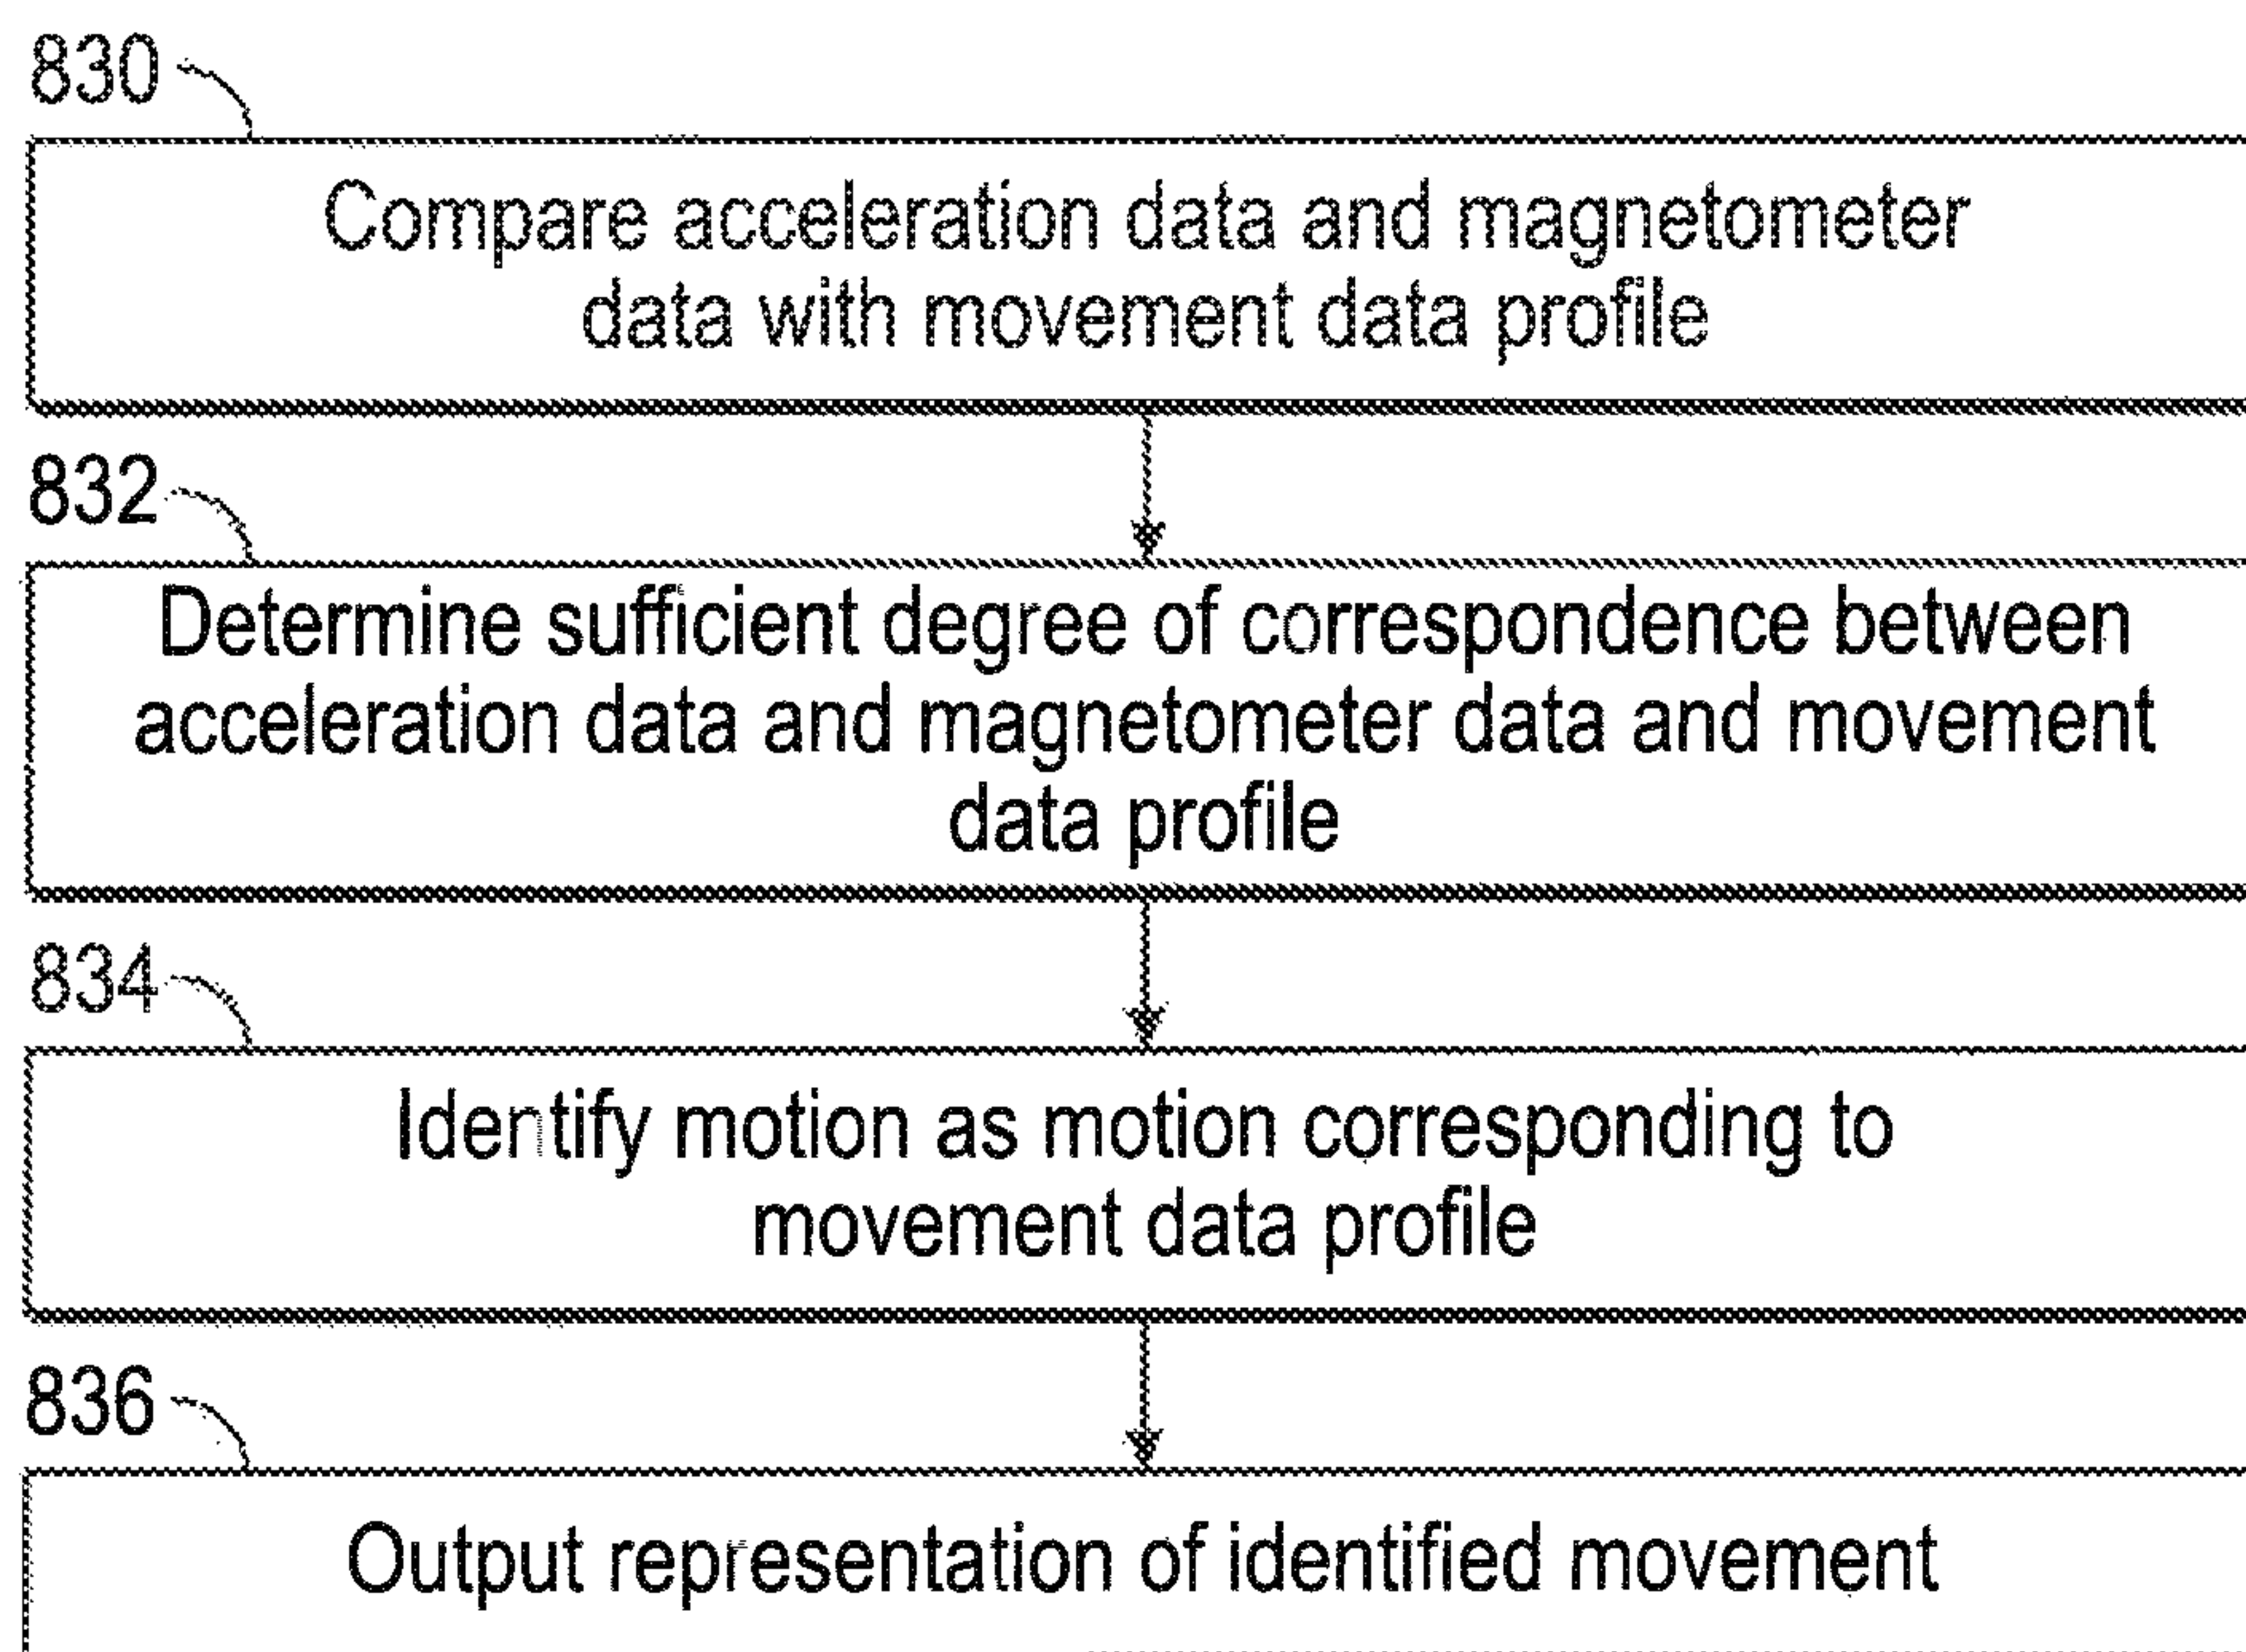 830
Compare acceleration data and magnetometer
data with movement data profile
832
Determine sufficient degree of correspondence between
acceleration data and magnetometer data and movement
data profile
834
Identify motion as motion corresponding to
movement data profile
836
Output representation of identified movement